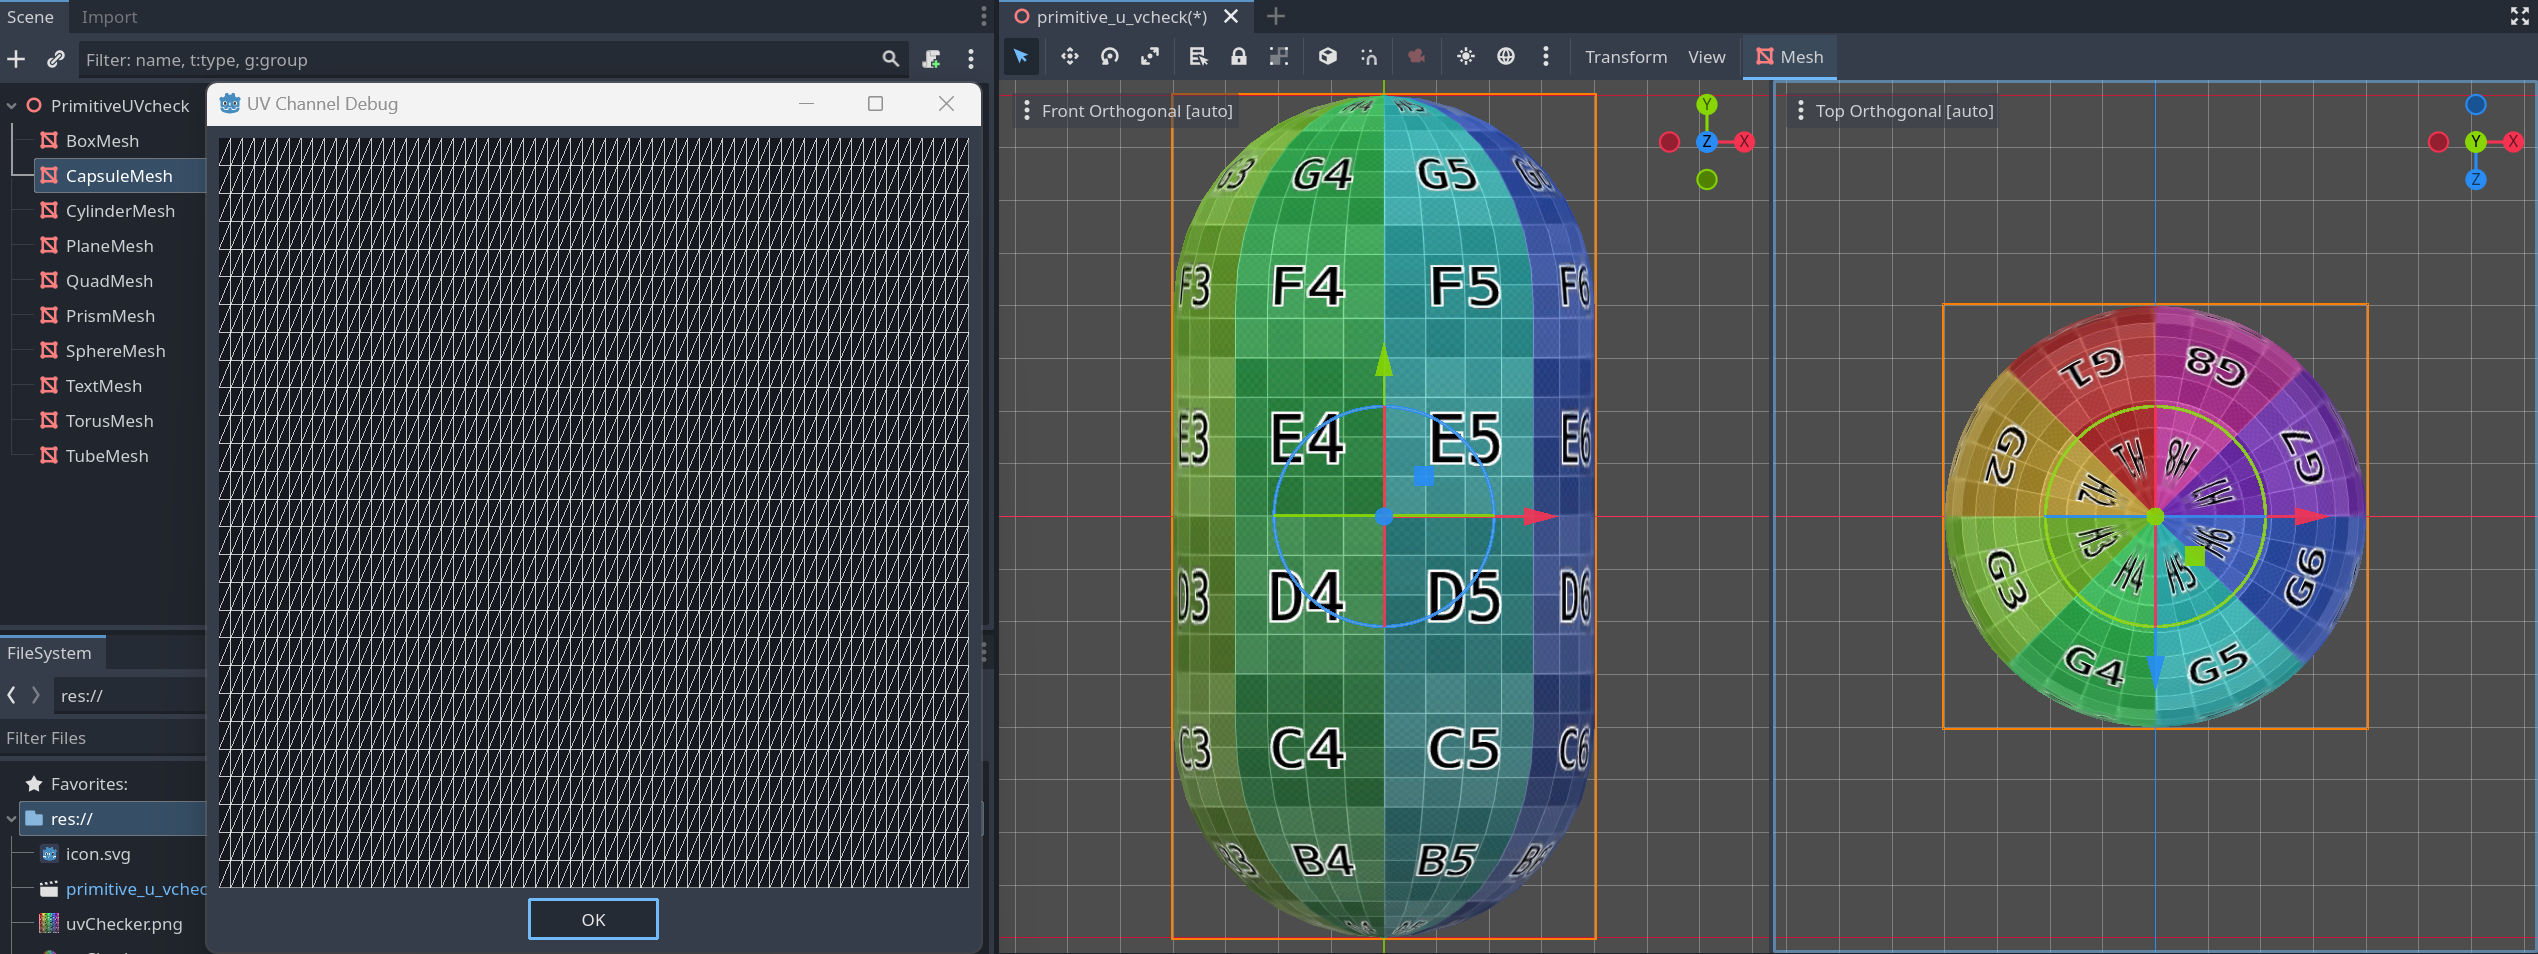 Scene
Import
Filter: name, t:type, g:group
PrimitiveUVcheck
BoxMesh
CapsuleMesh
CylinderMesh
PlaneMesh
QuadMesh
PrismMesh
SphereMesh
TextMesh
TorusMesh
TubeMesh
FileSystem
res://
Filter Files
Favorites:
res://
icon.svg
primitive_u_vchec
uvChecker.png
UV Channel Debug
OK
primitive_u_vcheck(*)
Transform View Mesh
Front Orthogonal [auto]
Y
Z X
G3 G4 G5 G6
F3 F4 F5 F6
E3 E4 E5 E6
D3 D4 D5 D6
C3 C4 C5 C6
B3 B4 B5 B6
Top Orthogonal [auto]
Y X
Z
G1 G8
G2 H1 H8 G7
H2 H7
G3 H3 H6 G6
H4 H5
G4 G5